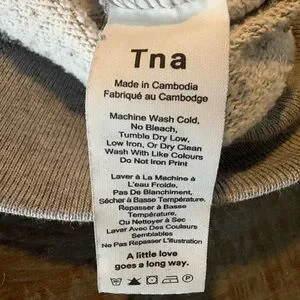 Tna
Made in Cambodia
Fabriqué au Cambodge
Machine Wash Cold,
No Bleach,
Tumble Dry Low,
Low Iron, Or Dry Clean
Wash With Like Colours
Do Not Iron Print
Laver À La Machine À
L'eau Froide,
Pas De Blanchiment,
Sécher à Basse Température.
Repasser à Basse
Température,
Ou Nettoyer à Sec
Laver Avec Des Couleurs
Semblables
Ne Pas Repasser L'illustration
A little love
goes a long way.